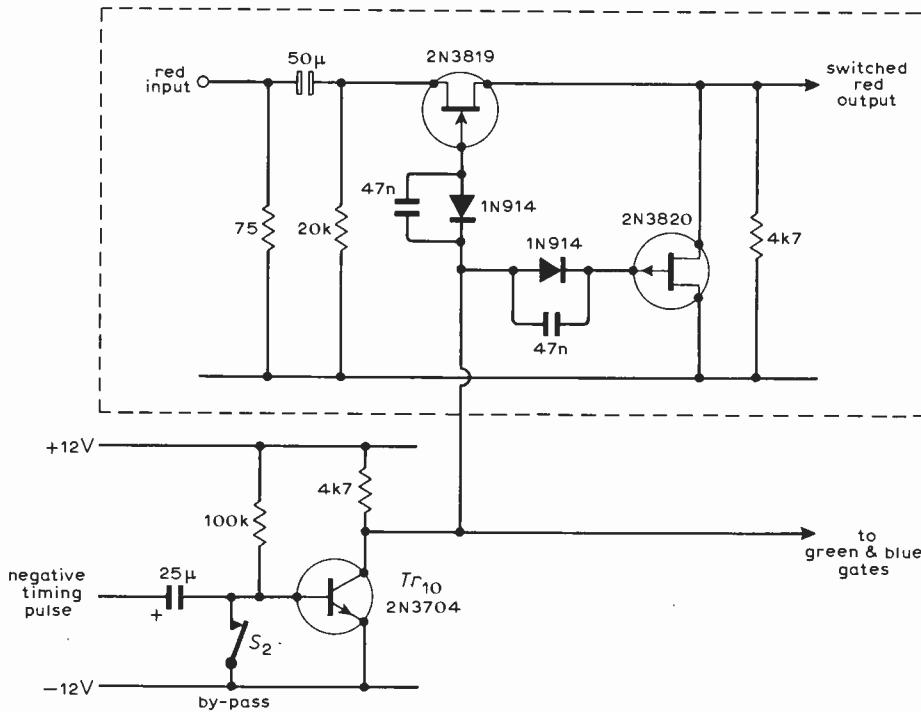 red
input
50μ
2N3819
switched
red
output
47n
1N914
75
20k
1N914
2N3820
4k7
47n
+12V
4k7
100k
to
green & blue
gates
negative
timing
pulse
25μ
+
Tr10
2N3704
S2
-12V
by-pass